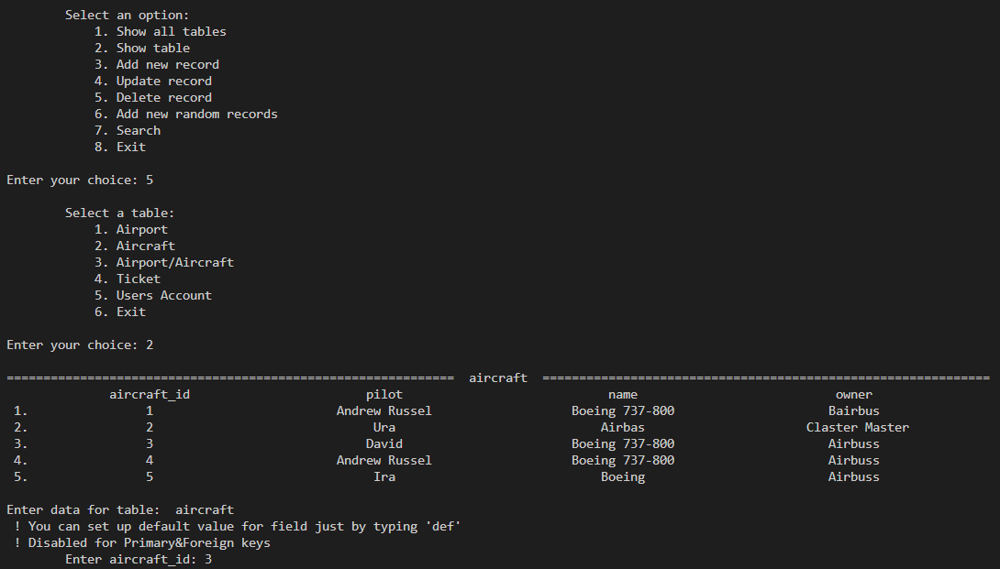 Select an option:
1. Show all tables
2. Show table
3. Add new record
4. Update record
5. Delete record
6. Add new random records
7. Search
8. Exit
Enter your choice: 5
Select a table:
1. Airport
2. Aircraft
3. Airport/Aircraft
4. Ticket
5. Users Account
6. Exit
Enter your choice: 2
============================================================= aircraft =============================================================
aircraft_id pilot name owner
1. 1 Andrew Russel Boeing 737-800 Bairbus
2. 2 Ura Airbas Claster Master
3. 3 David Boeing 737-800 Airbuss
4. 4 Andrew Russel Boeing 737-800 Airbuss
5. 5 Ira Boeing Airbuss
Enter data for table: aircraft
! You can set up default value for field just by typing 'def'
! Disabled for Primary&Foreign keys
Enter aircraft_id: 3